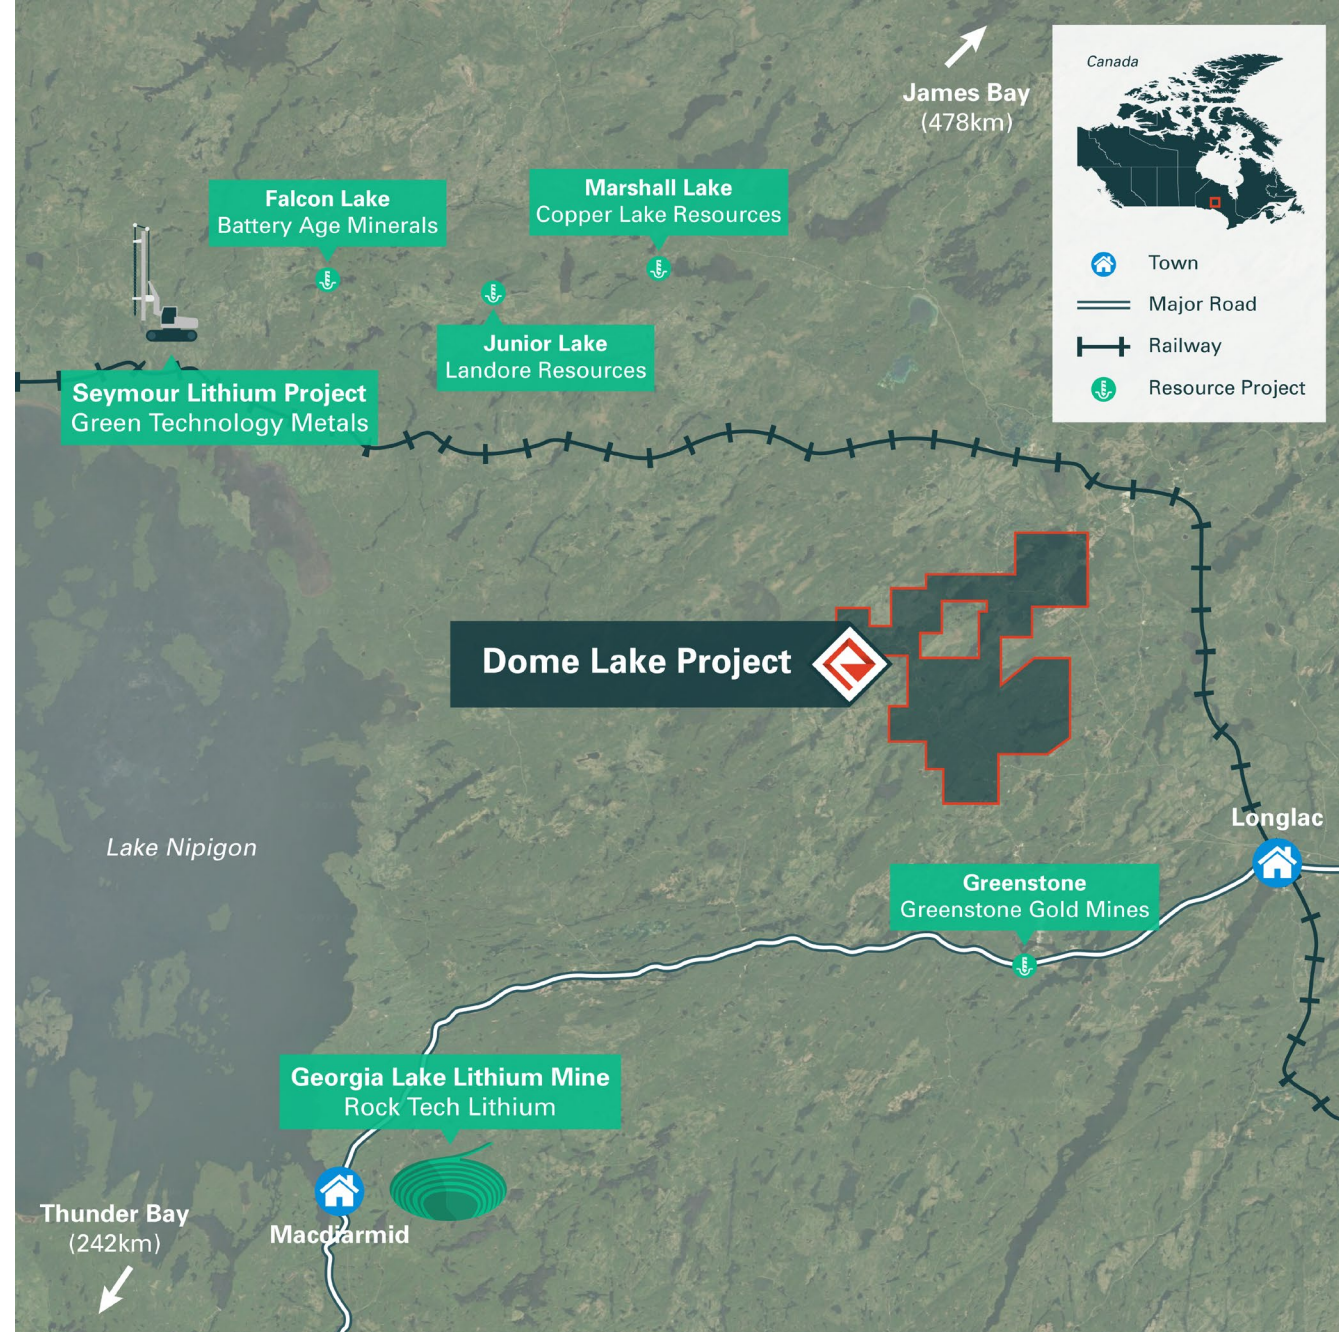 James Bay
(478km)
Canada
Town
Major Road
Railway
Resource Project
Falcon Lake
Battery Age Minerals
Marshall Lake
Copper Lake Resources
Junior Lake
Landore Resources
Seymour Lithium Project
Green Technology Metals
Dome Lake Project
Lake Nipigon
Longlac
Greenstone
Greenstone Gold Mines
Georgia Lake Lithium Mine
Rock Tech Lithium
Macdiarmid
Thunder Bay
(242km)